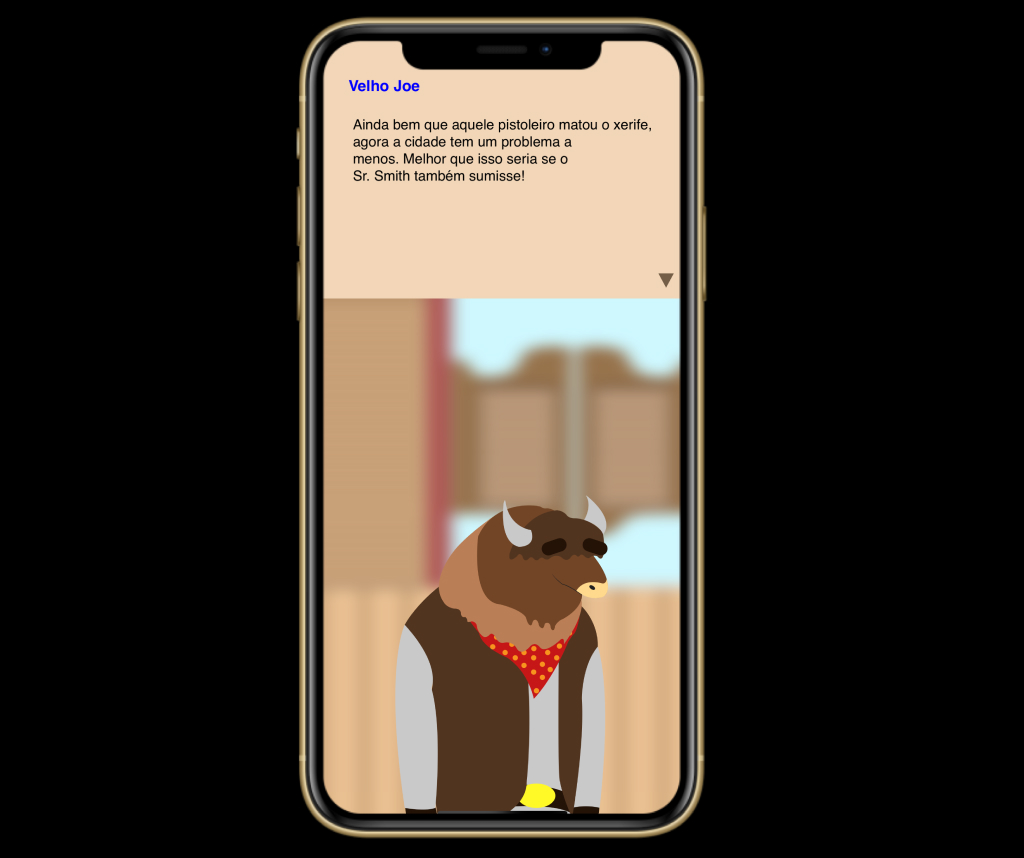 Velho Joe
Ainda bem que aquele pistoleiro matou o xerife,
agora a cidade tem um problema a
menos. Melhor que isso seria se o
Sr. Smith também sumisse!